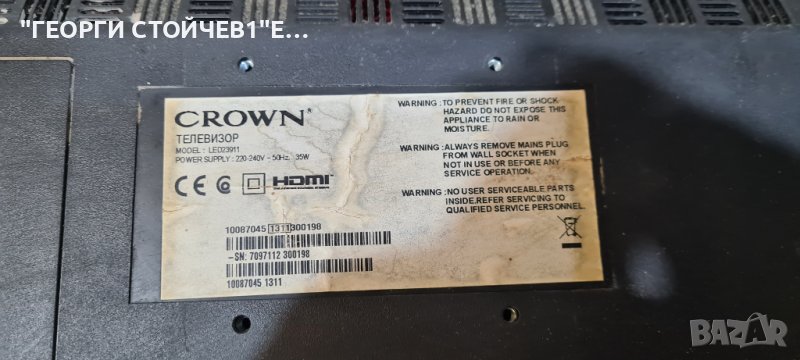 "ГЕОРГИ СТОЙЧЕВ1"Е...
CROWN®
ТЕЛЕВИЗОР
MODEL : LED23911
POWER SUPPLY : 220-240V ~ 50Hz, 35W
CE
HDMI
10087045 1311 300198
-SN: 7097112 300198
10087045 1311
WARNING : TO PREVENT FIRE OR SHOCK
HAZARD DO NOT EXPOSE THIS
APPLIANCE TO RAIN OR
MOISTURE.
WARNING : ALWAYS REMOVE MAINS PLUG
FROM WALL SOCKET WHEN
NOT IN USE OR BEFORE ANY
SERVICE OPERATION.
WARNING : NO USER SERVICEABLE PARTS
INSIDE,REFER SERVICING TO
QUALIFIED SERVICE PERSONNEL.
BAZAR